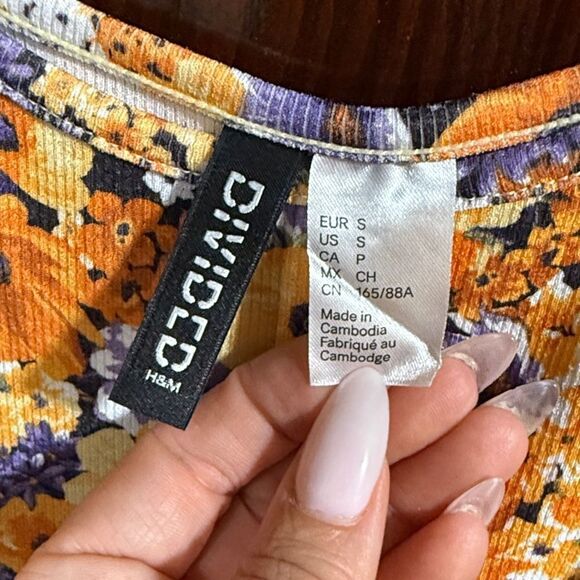 DIVIDED
H&M
EUR S
US S
CA P
MX CH
CN 165/88A
Made in
Cambodia
Fabriqué au
Cambodge